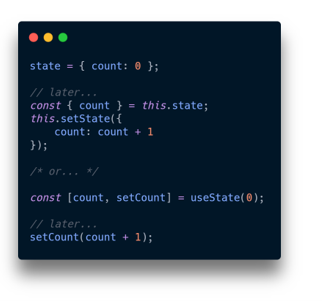 state = { count: 0 };
// later...
const { count } = this.state;
this.setState({
    count: count + 1
});
/* or... */
const [count, setCount] = useState(0);
// later...
setCount(count + 1);